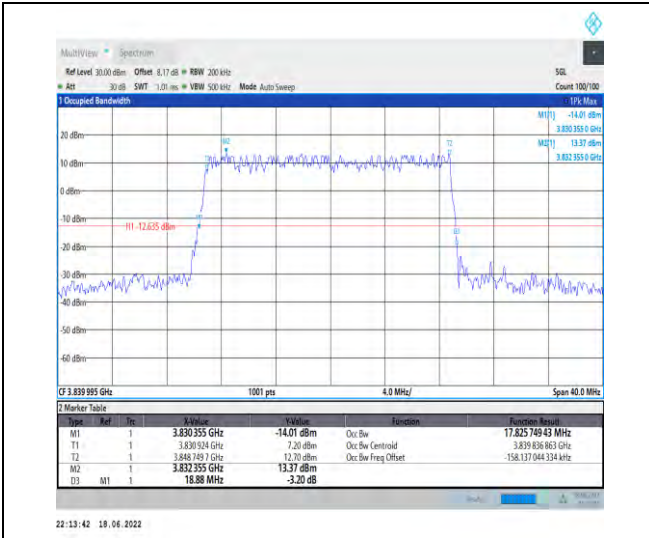 MultiView Spectrum
Ref Level 30.00 dBm Offset 8.17 dB RBW 200 kHz SGL
Att 30 dB SWT 1.01 ms VBW 500 kHz Mode Auto Sweep Count 100/100
1 Occupied Bandwidth 1Pk Max
M1[1] -14.01 dBm
3.830 355 0 GHz
20 dBm M2[1] 13.37 dBm
3.832 355 0 GHz
M2 T2
10 dBm
0 dBm
-10 dBm
H1 -12.635 dBm
-20 dBm
-30 dBm
-40 dBm
-50 dBm
-60 dBm
CF 3.839 995 GHz 1001 pts 4.0 MHz/ Span 40.0 MHz
2 Marker Table
Type Ref Trc X-Value Y-Value Function Function Result
M1 1 3.830 355 GHz -14.01 dBm Occ Bw 17.825 749 43 MHz
T1 1 3.830 924 GHz 7.20 dBm Occ Bw Centroid 3.839 836 863 GHz
T2 1 3.848 749 7 GHz 12.70 dBm Occ Bw Freq Offset -158.137 044 334 kHz
M2 1 3.832 355 GHz 13.37 dBm
D3 M1 1 18.88 MHz -3.20 dB
22:13:42 18.06.2022